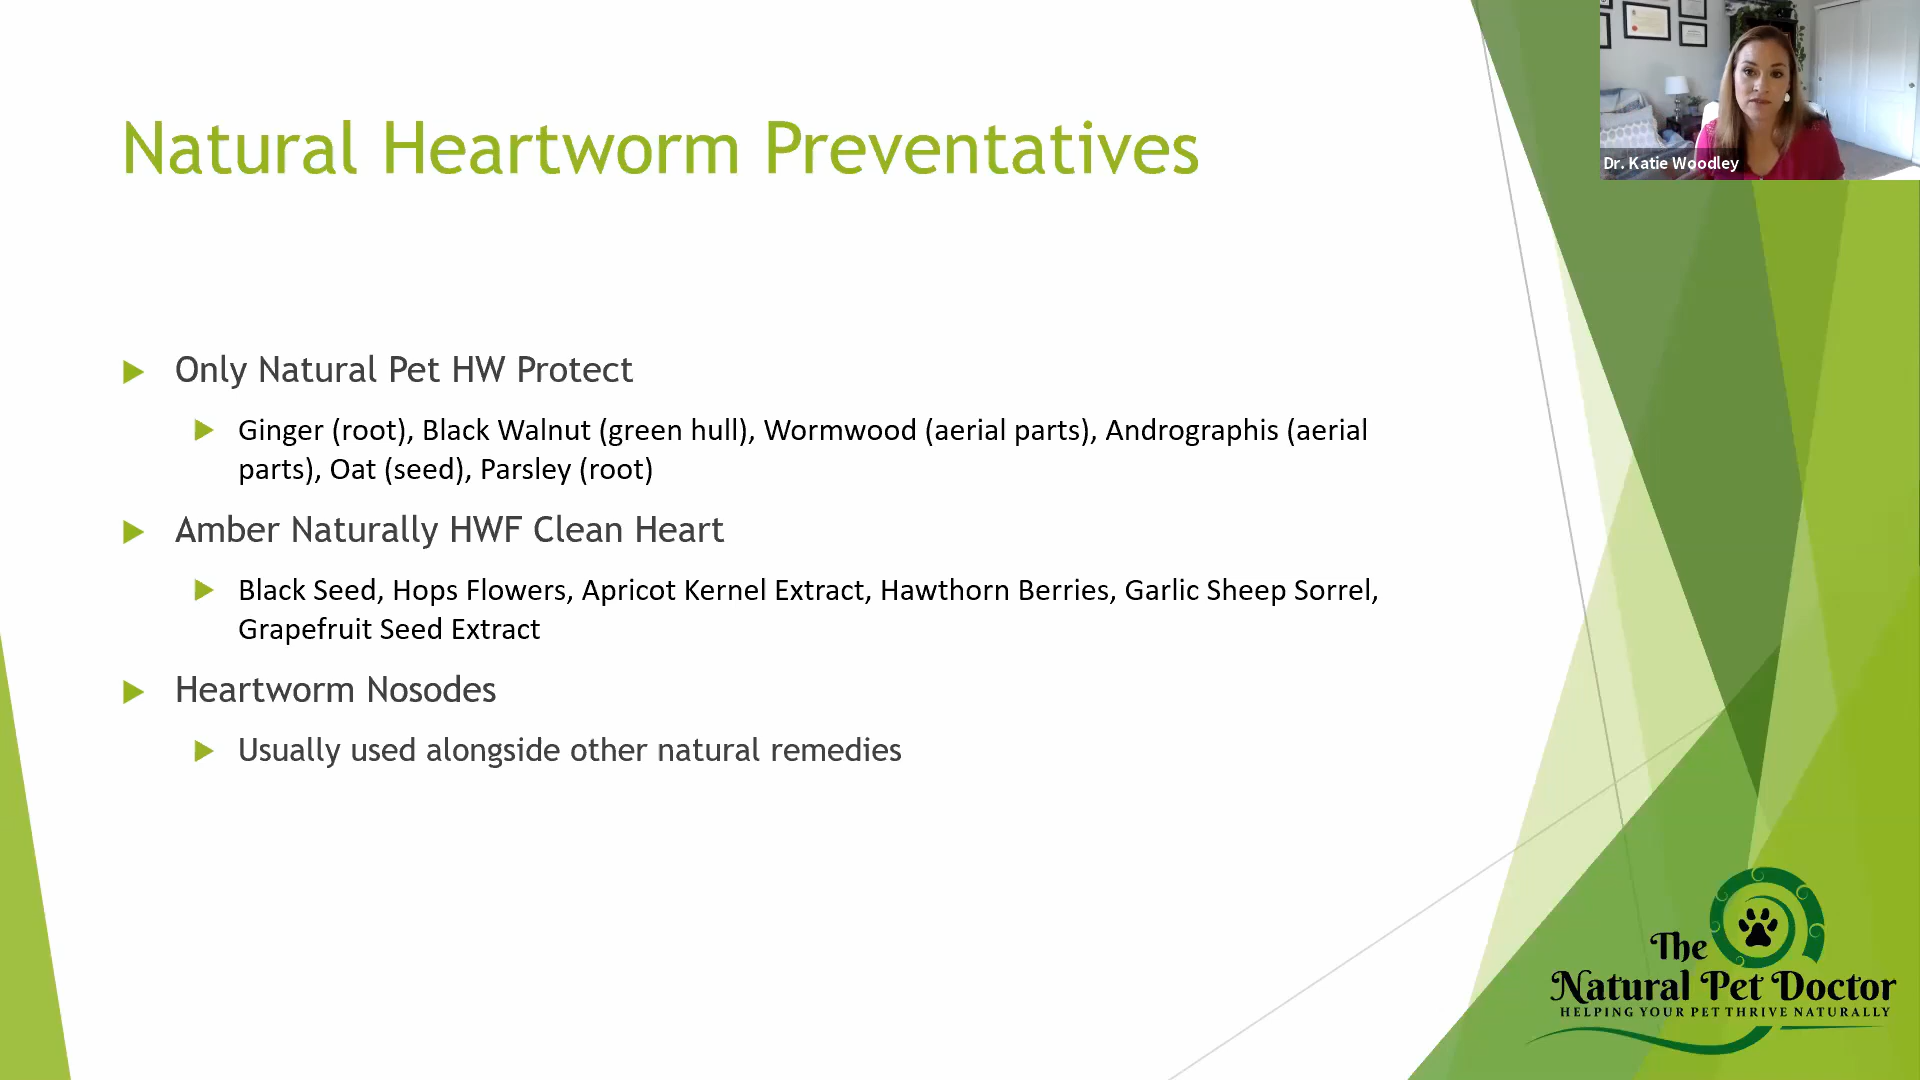 Natural Heartworm Preventatives
Only Natural Pet HW Protect
Ginger (root), Black Walnut (green hull), Wormwood (aerial parts), Andrographis (aerial
parts), Oat (seed), Parsley (root)
Amber Naturally HWF Clean Heart
Black Seed, Hops Flowers, Apricot Kernel Extract, Hawthorn Berries, Garlic Sheep Sorrel,
Grapefruit Seed Extract
Heartworm Nosodes
Usually used alongside other natural remedies
Dr. Katie Woodley
The
Natural Pet Doctor
HELPING YOUR PET THRIVE NATURALLY